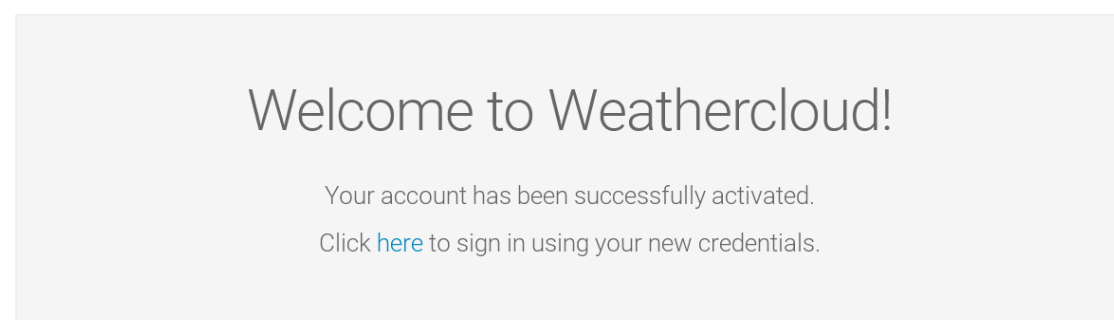 Welcome to Weathercloud!
Your account has been successfully activated.
Click here to sign in using your new credentials.